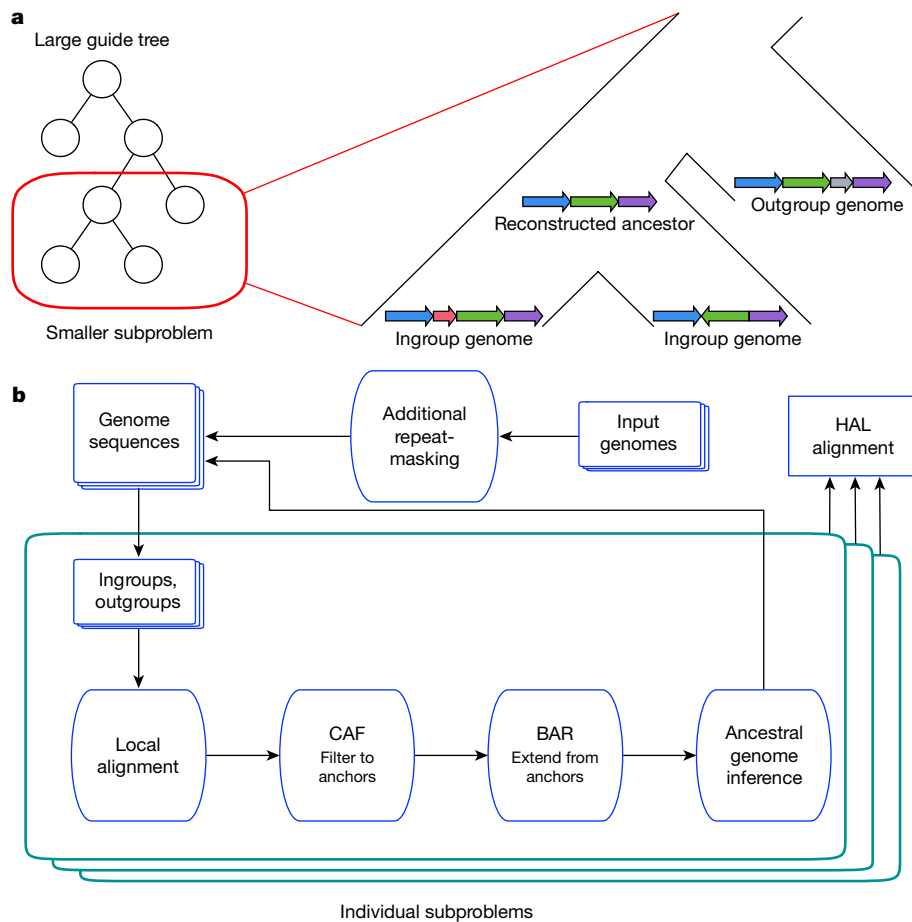 a
Large guide tree
Outgroup genome
Reconstructed ancestor
Smaller subproblem
Ingroup genome
Ingroup genome
b
Genome
sequences
Additional
repeat-
masking
Input
genomes
HAL
alignment
Ingroups,
outgroups
Local
alignment
CAF
Filter to
anchors
BAR
Extend from
anchors
Ancestral
genome
inference
Individual subproblems